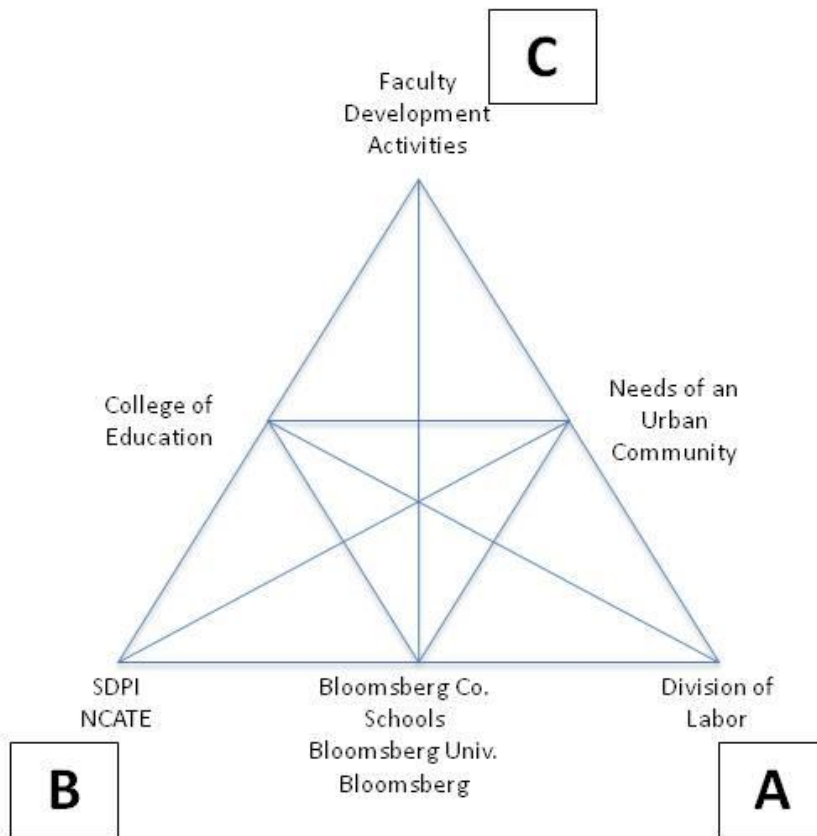 C
Faculty
Development
Activities
College of
Education
Needs of an
Urban
Community
SDPI
NCATE
Bloomsberg Co.
Schools
Bloomsberg Univ.
Bloomsberg
Division of
Labor
B
A